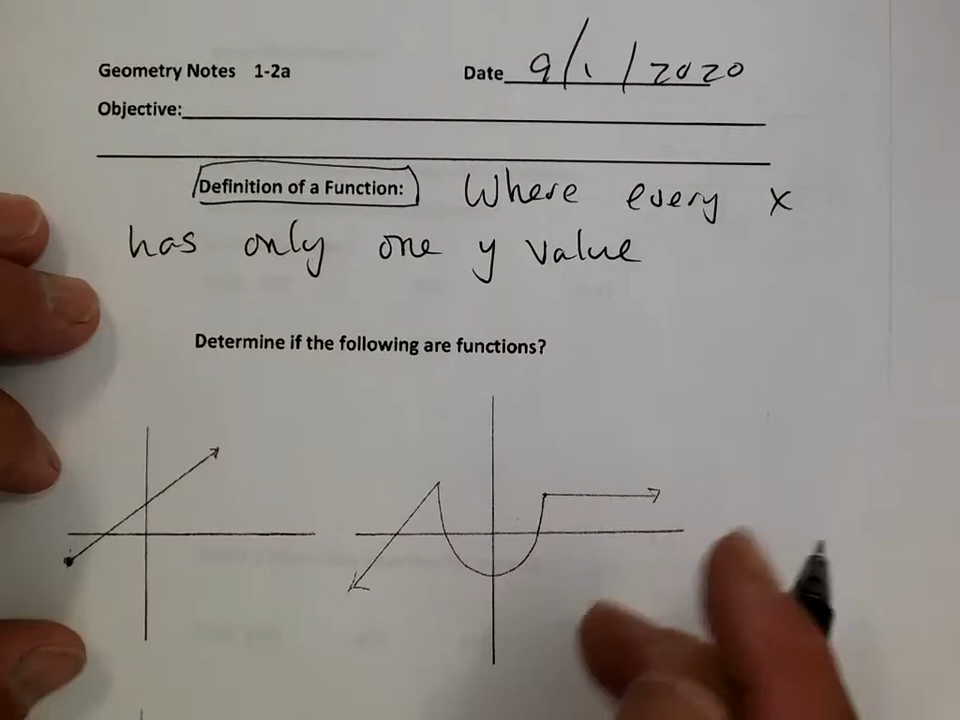 Geometry Notes 1-2a Date 9/1/2020
Objective:
Definition of a Function: Where every x
has only one y value
Determine if the following are functions?